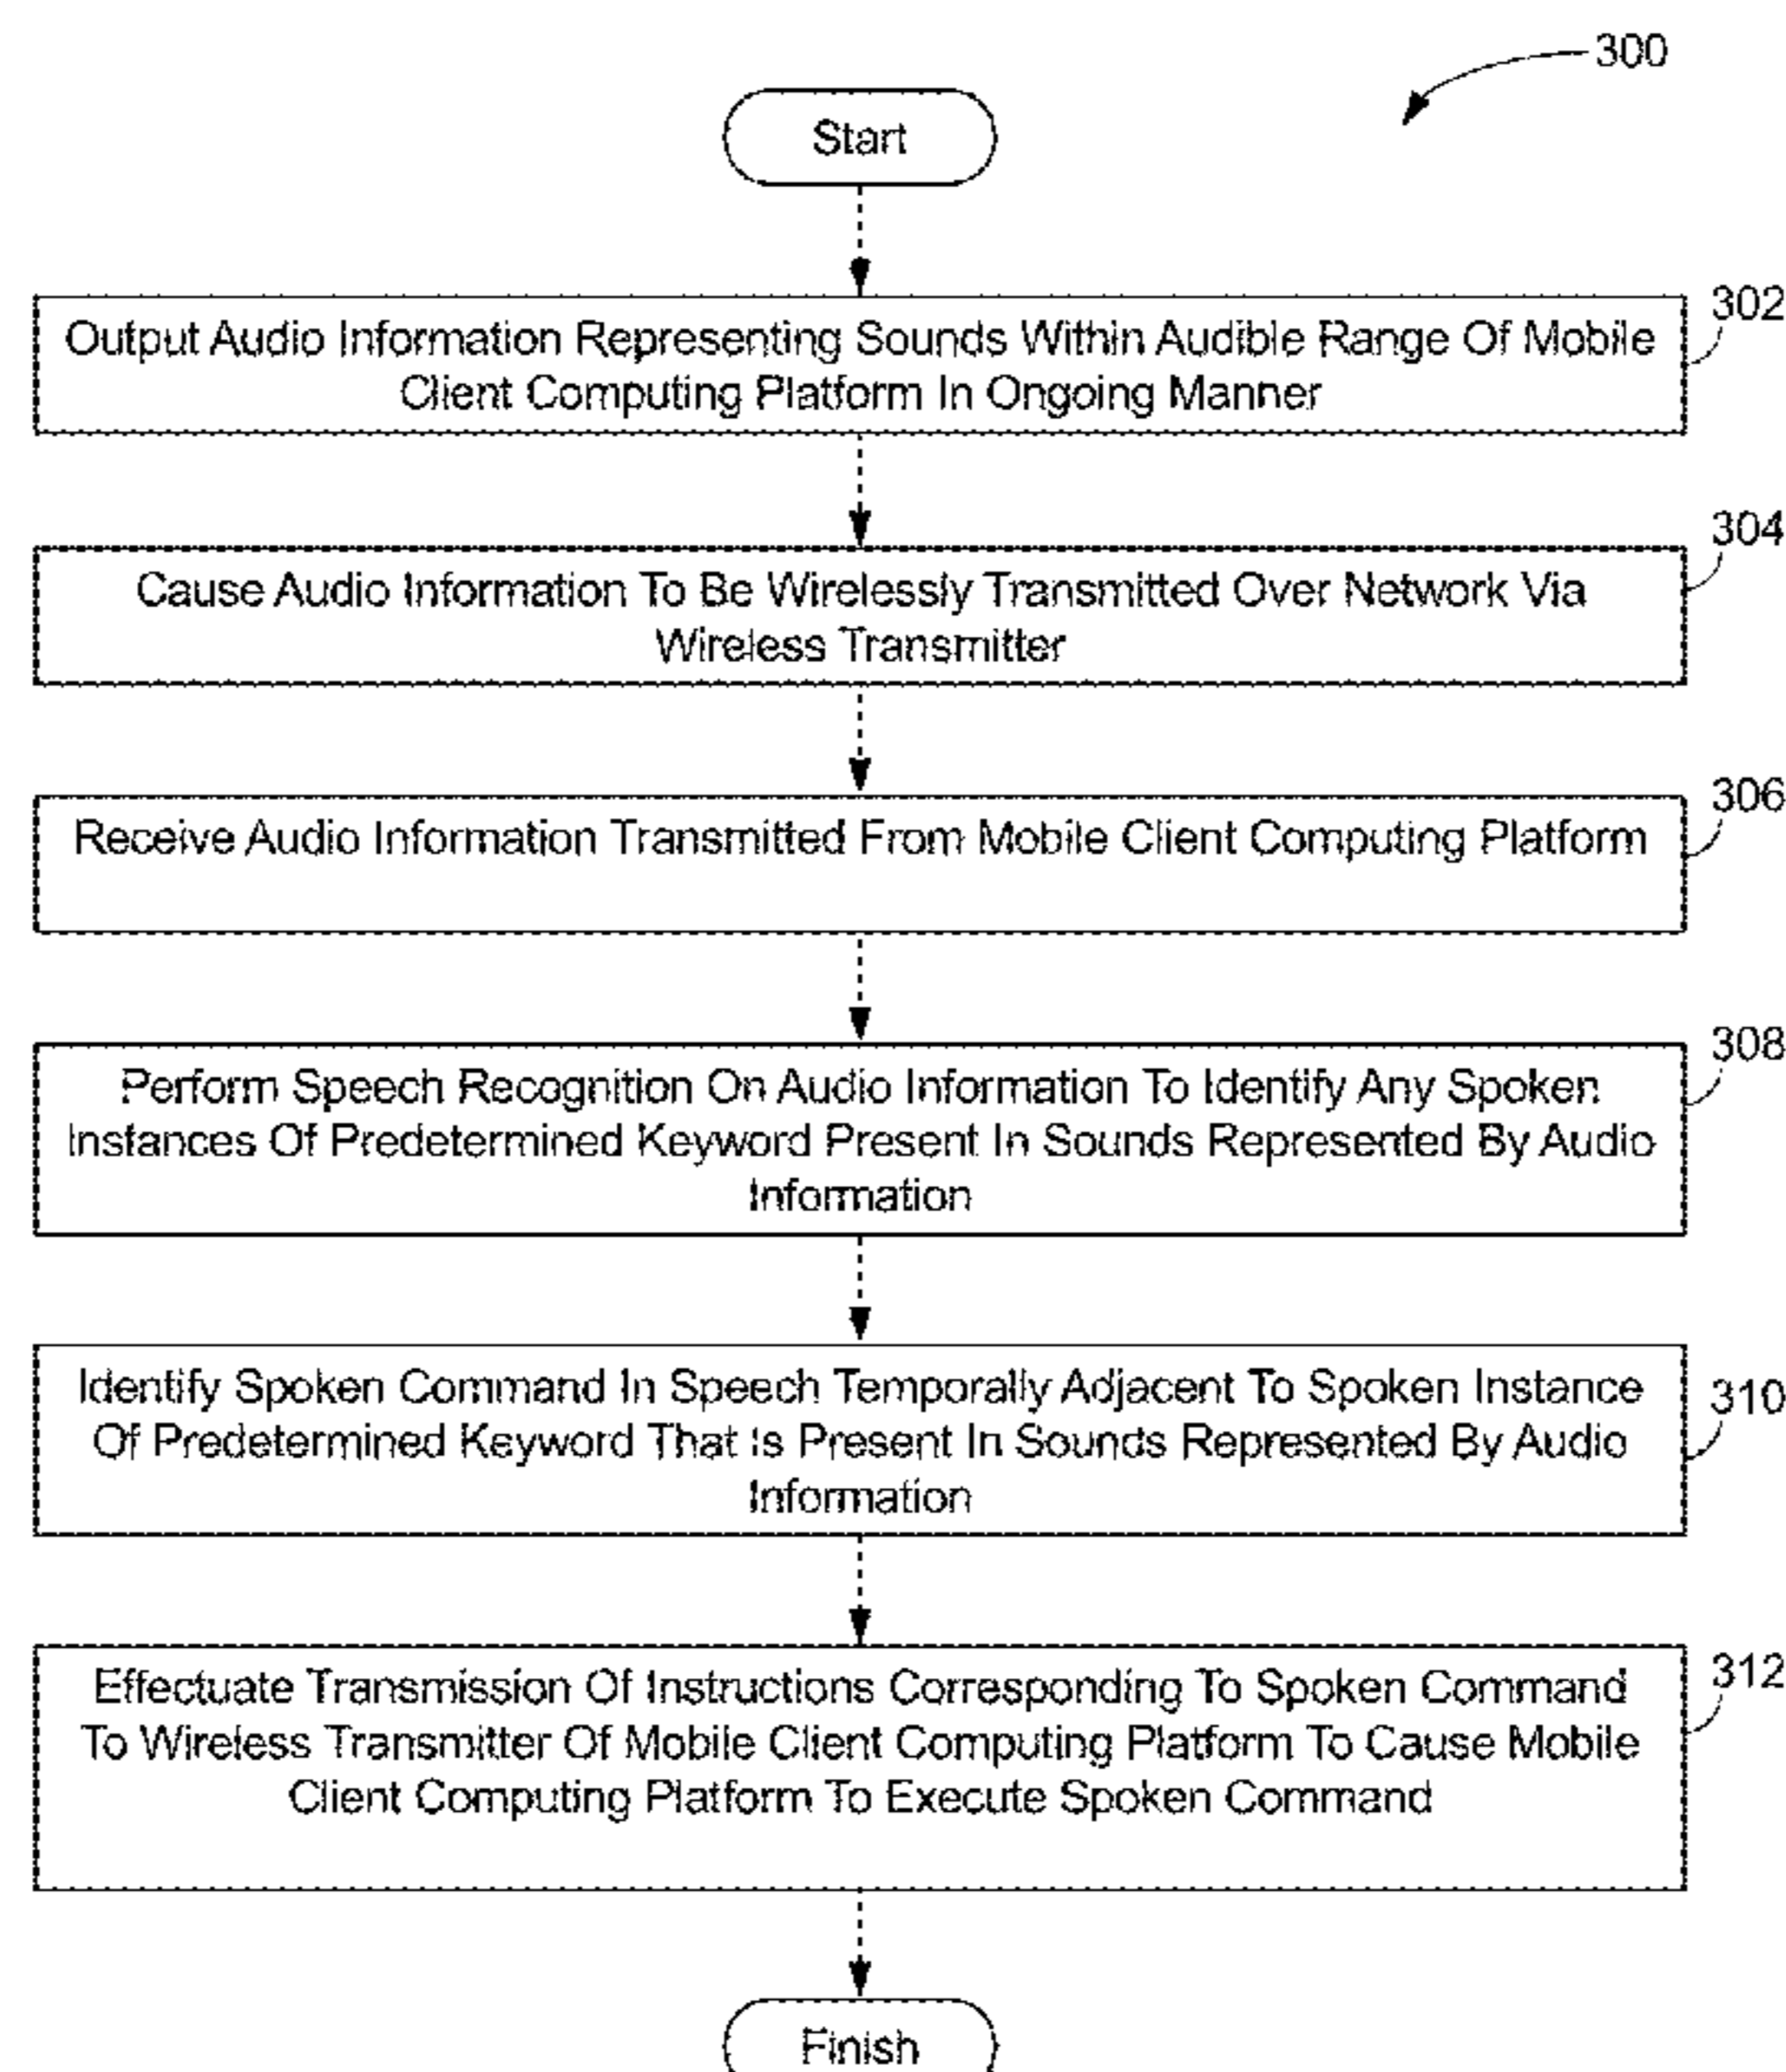 300
Start
302
Output Audio Information Representing Sounds Within Audible Range Of Mobile
Client Computing Platform In Ongoing Manner
304
Cause Audio Information To Be Wirelessly Transmitted Over Network Via
Wireless Transmitter
306
Receive Audio Information Transmitted From Mobile Client Computing Platform
308
Perform Speech Recognition On Audio Information To Identify Any Spoken
Instances Of Predetermined Keyword Present In Sounds Represented By Audio
Information
310
Identify Spoken Command In Speech Temporally Adjacent To Spoken Instance
Of Predetermined Keyword That Is Present In Sounds Represented By Audio
Information
312
Effectuate Transmission Of Instructions Corresponding To Spoken Command
To Wireless Transmitter Of Mobile Client Computing Platform To Cause Mobile
Client Computing Platform To Execute Spoken Command
Finish